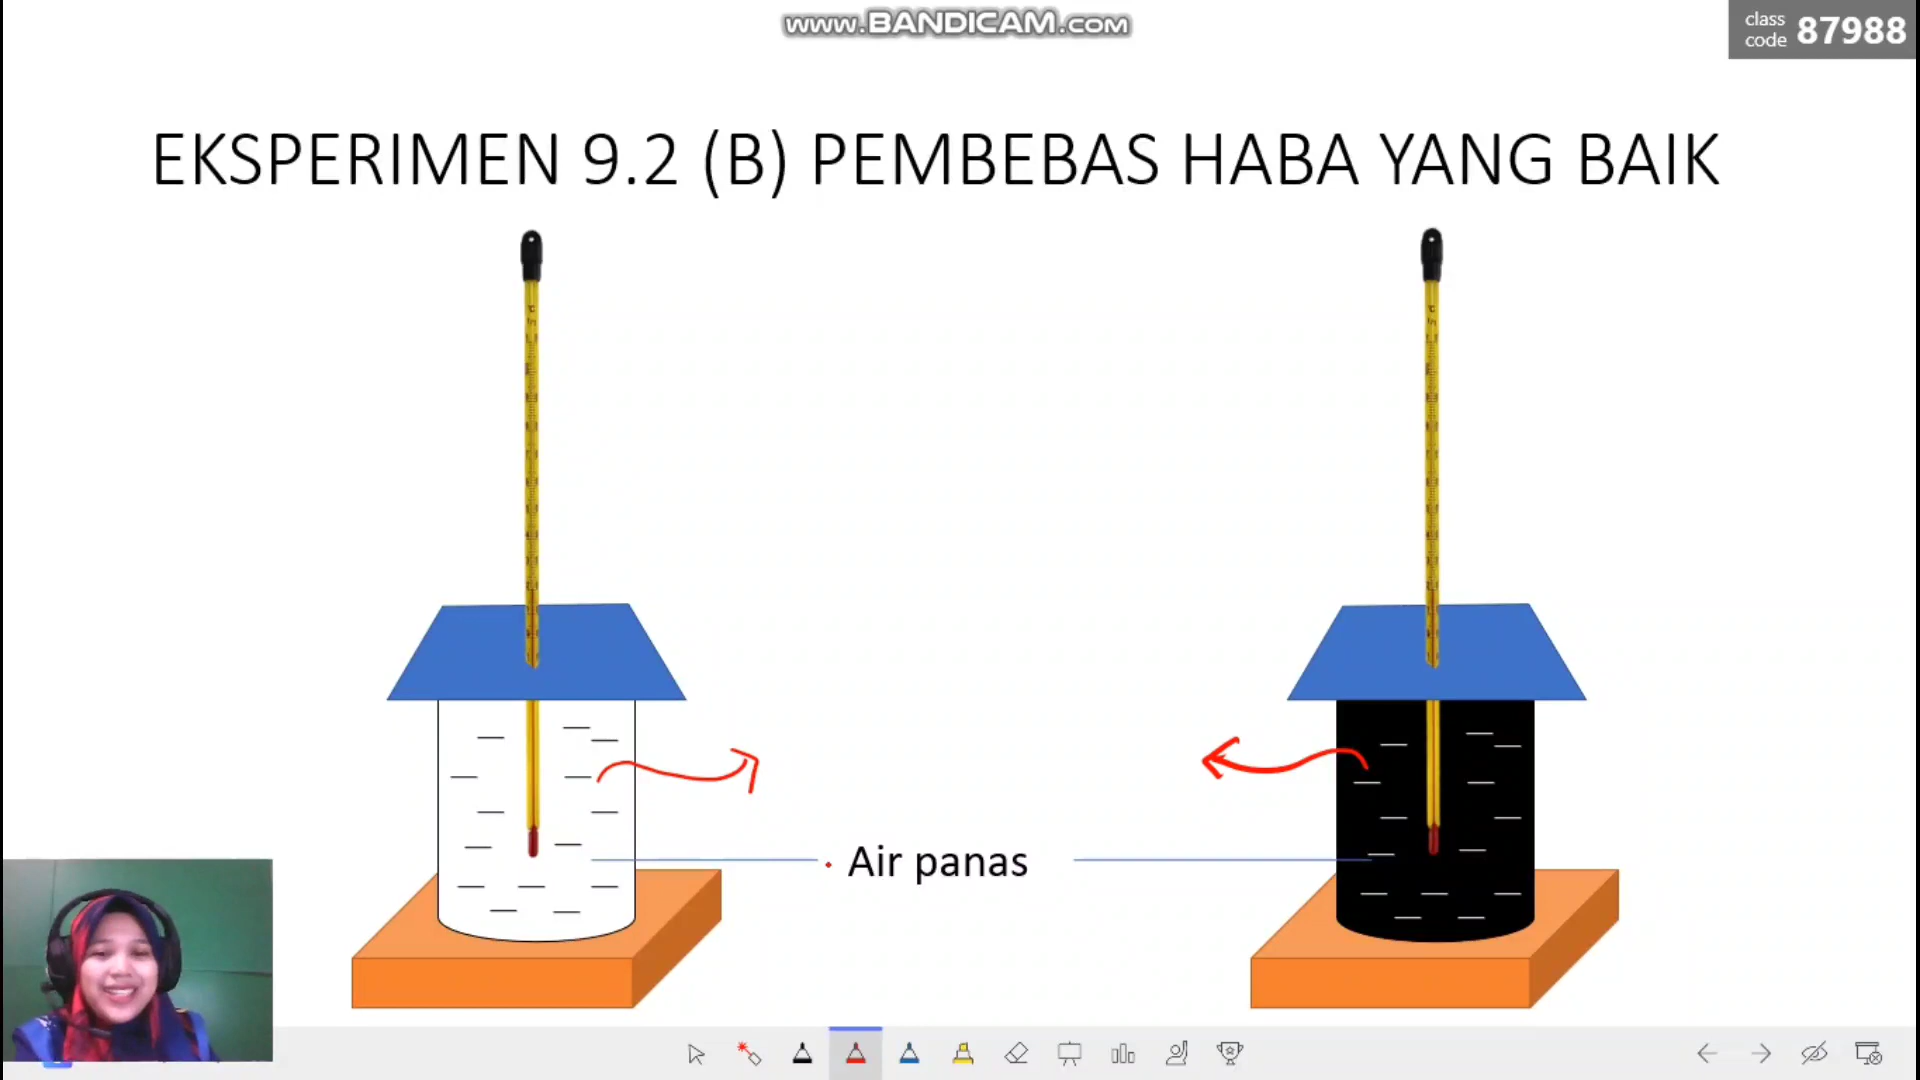 www.BANDICAM.com
class code 87988
EKSPERIMEN 9.2 (B) PEMBEBAS HABA YANG BAIK
Air panas